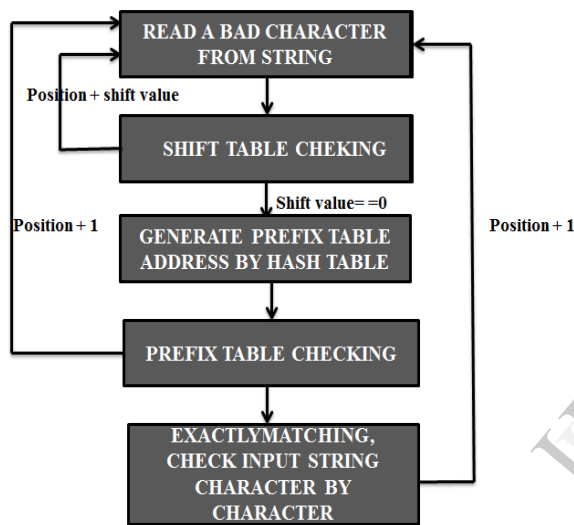 READ A BAD CHARACTER
FROM STRING
Position + shift value
SHIFT TABLE CHEKING
Shift value= =0
Position + 1
Position + 1
GENERATE PREFIX TABLE
ADDRESS BY HASH TABLE
PREFIX TABLE CHECKING
EXACTLYMATCHING,
CHECK INPUT STRING
CHARACTER BY
CHARACTER